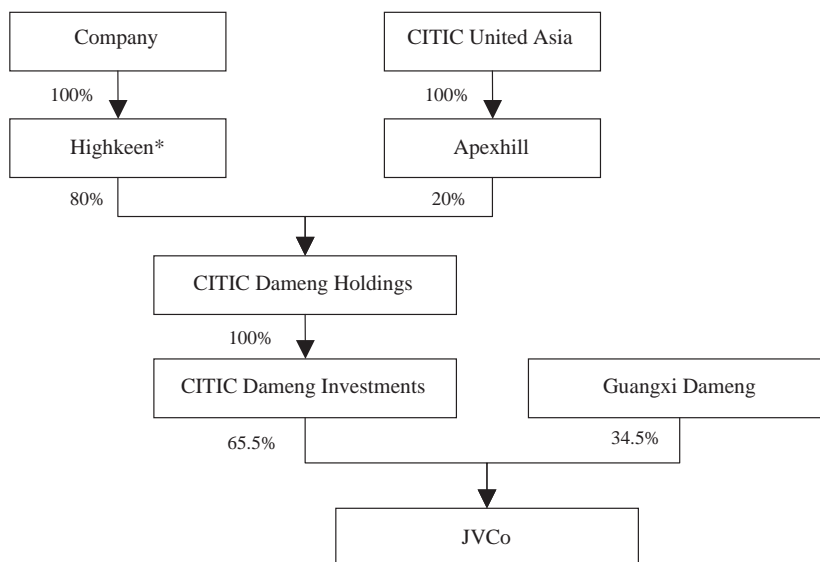 Company
CITIC United Asia
100%
100%
Highkeen*
Apexhill
80%
20%
CITIC Dameng Holdings
100%
CITIC Dameng Investments
Guangxi Dameng
65.5%
34.5%
JVCo